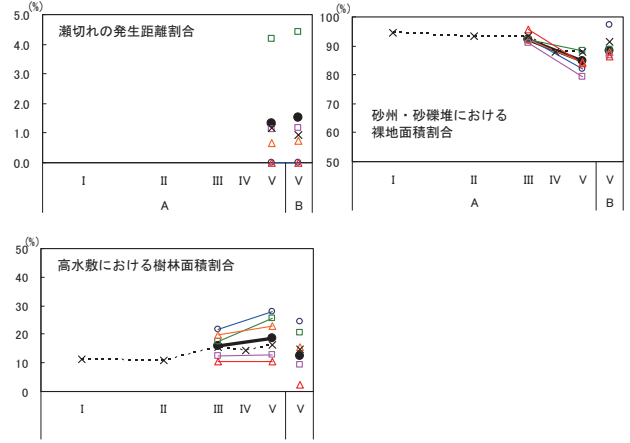 (%)
瀬切れの発生距離割合
5.0
4.0
3.0
2.0
1.0
0.0
Ⅰ Ⅱ Ⅲ Ⅳ Ⅴ Ⅴ
A B
(%)
100
90
80
70
60
50
砂州・砂礫堆における
裸地面積割合
Ⅰ Ⅱ Ⅲ Ⅳ Ⅴ Ⅴ
A B
(%)
50
高水敷における樹林面積割合
40
30
20
10
0
Ⅰ Ⅱ Ⅲ Ⅳ Ⅴ Ⅴ
A B